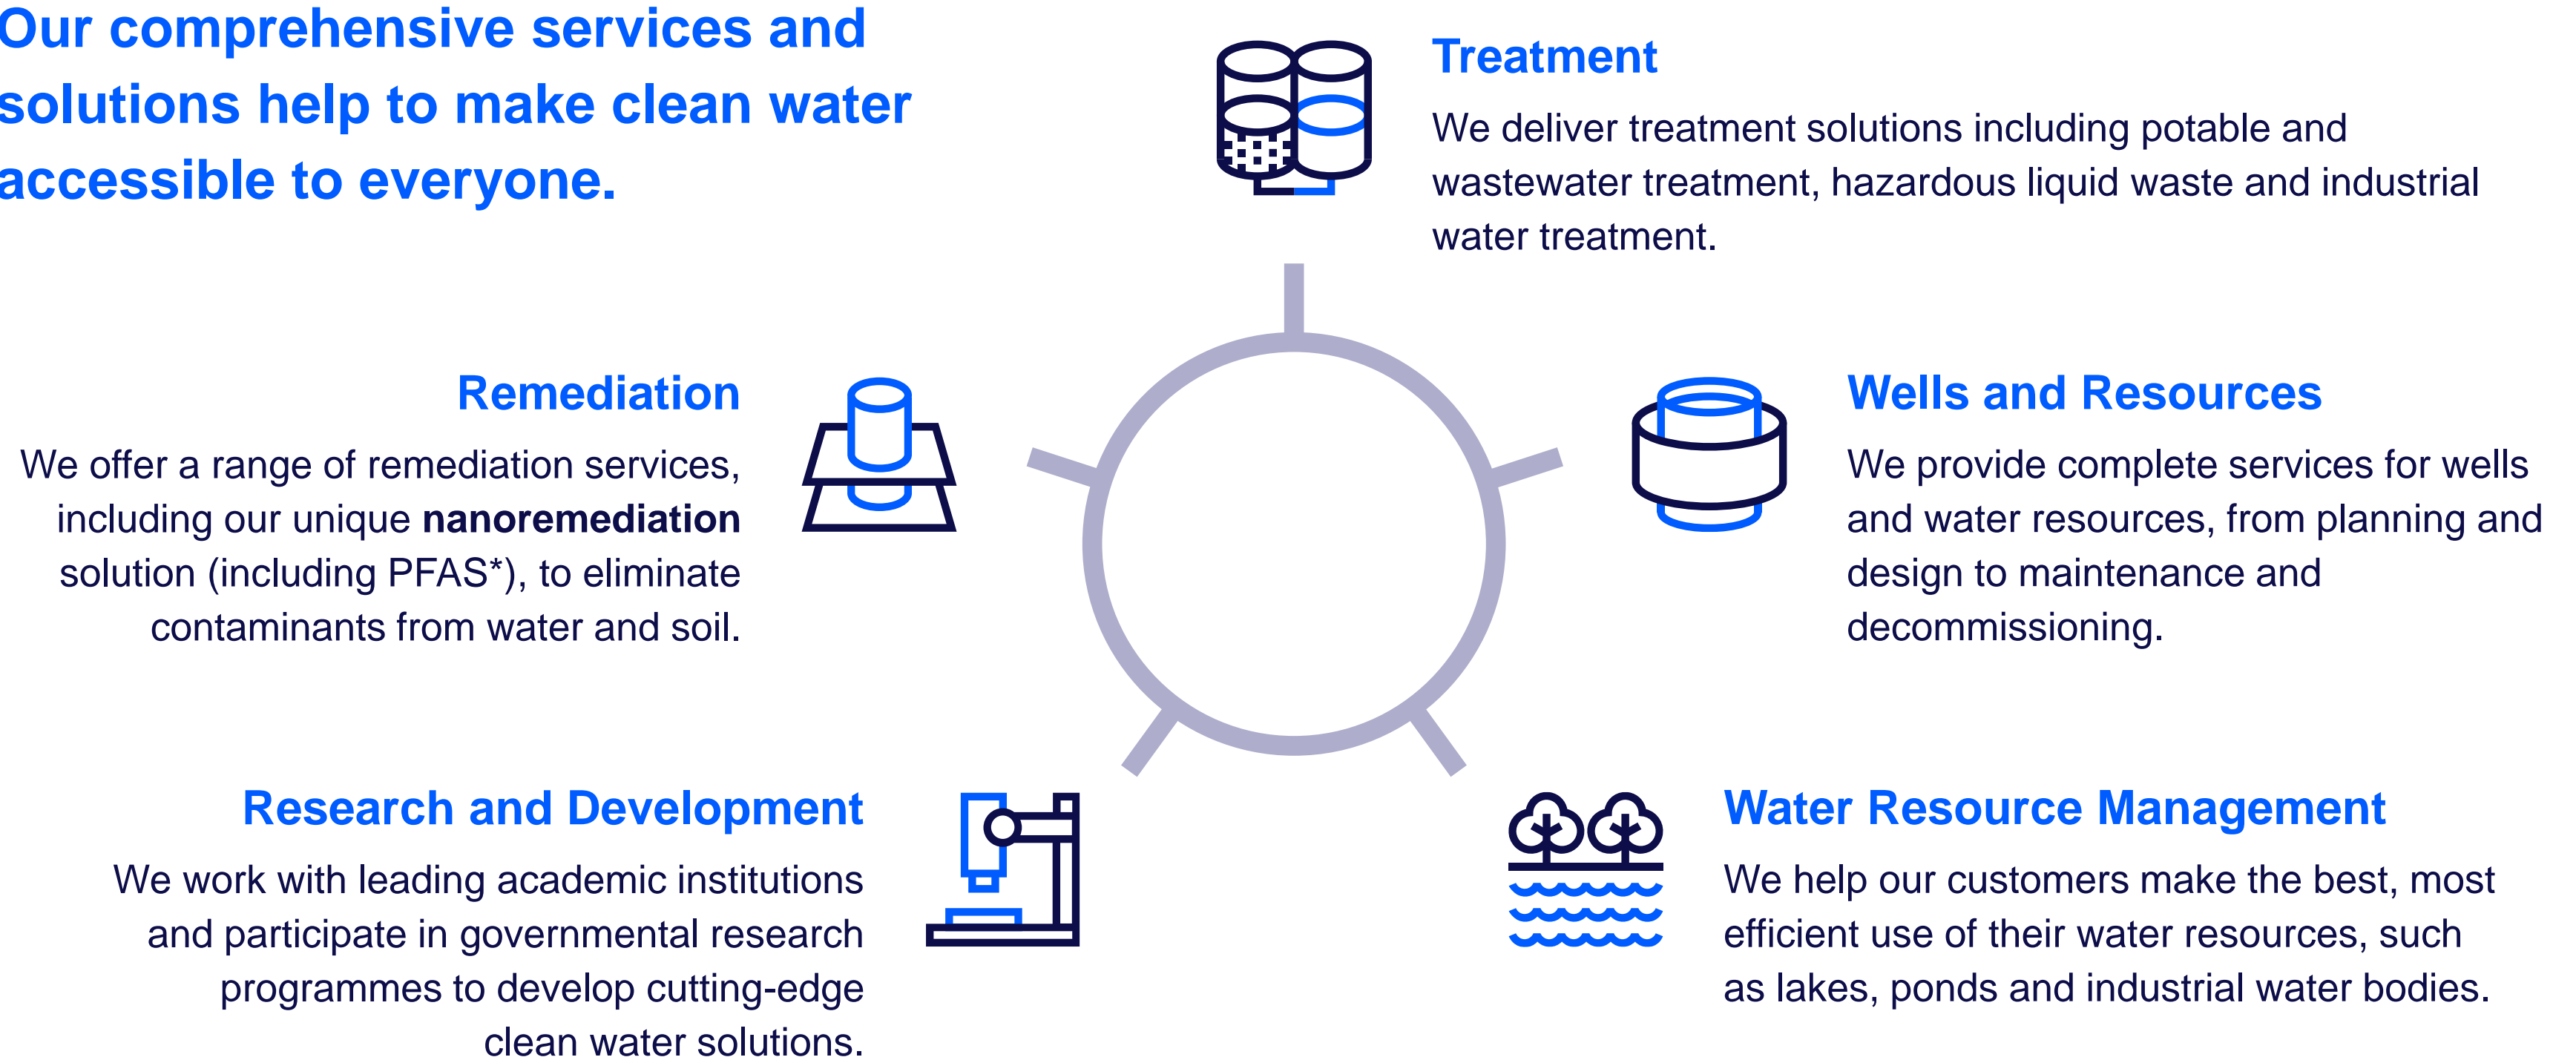 Our comprehensive services and
solutions help to make clean water
accessible to everyone.
Treatment
We deliver treatment solutions including potable and
wastewater treatment, hazardous liquid waste and industrial
water treatment.
Remediation
We offer a range of remediation services,
including our unique nanoremediation
solution (including PFAS*), to eliminate
contaminants from water and soil.
Wells and Resources
We provide complete services for wells
and water resources, from planning and
design to maintenance and
decommissioning.
Research and Development
We work with leading academic institutions
and participate in governmental research
programmes to develop cutting-edge
clean water solutions.
Water Resource Management
We help our customers make the best, most
efficient use of their water resources, such
as lakes, ponds and industrial water bodies.